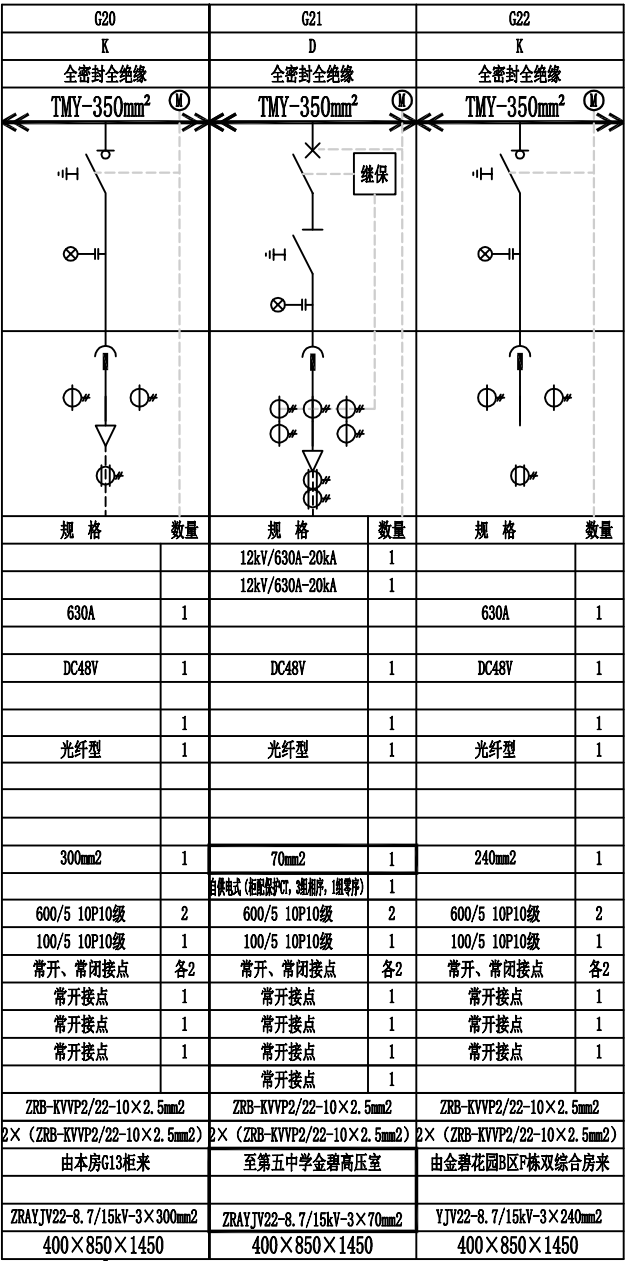 G20 G21 G22
K D K
全密封全绝缘 全密封全绝缘 全密封全绝缘
TMY-350mm² M TMY-350mm² M TMY-350mm² M
继保
规 格 数量 规 格 数量 规 格 数量
12kV/630A-20kA 1
12kV/630A-20kA 1
630A 1 630A 1
DC48V 1 DC48V 1 DC48V 1
1 1 1
光纤型 1 光纤型 1 光纤型 1
300mm2 1 70mm2 1 240mm2 1
自供电式(柜配保护CT, 3组相序, 1组零序) 1
600/5 10P10级 2 600/5 10P10级 2 600/5 10P10级 2
100/5 10P10级 1 100/5 10P10级 1 100/5 10P10级 1
常开、常闭接点 各2 常开、常闭接点 各2 常开、常闭接点 各2
常开接点 1 常开接点 1 常开接点 1
常开接点 1 常开接点 1 常开接点 1
常开接点 1 常开接点 1 常开接点 1
常开接点 1
ZRB-KVVP2/22-10×2.5mm2 ZRB-KVVP2/22-10×2.5mm2 ZRB-KVVP2/22-10×2.5mm2
2×(ZRB-KVVP2/22-10×2.5mm2) 2×(ZRB-KVVP2/22-10×2.5mm2) 2×(ZRB-KVVP2/22-10×2.5mm2)
由本房G13柜来 至第五中学金碧高压室 由金碧花园B区F栋双综合房来
ZRAYJV22-8.7/15kV-3×300mm2 ZRAYJV22-8.7/15kV-3×70mm2 YJV22-8.7/15kV-3×240mm2
400×850×1450 400×850×1450 400×850×1450